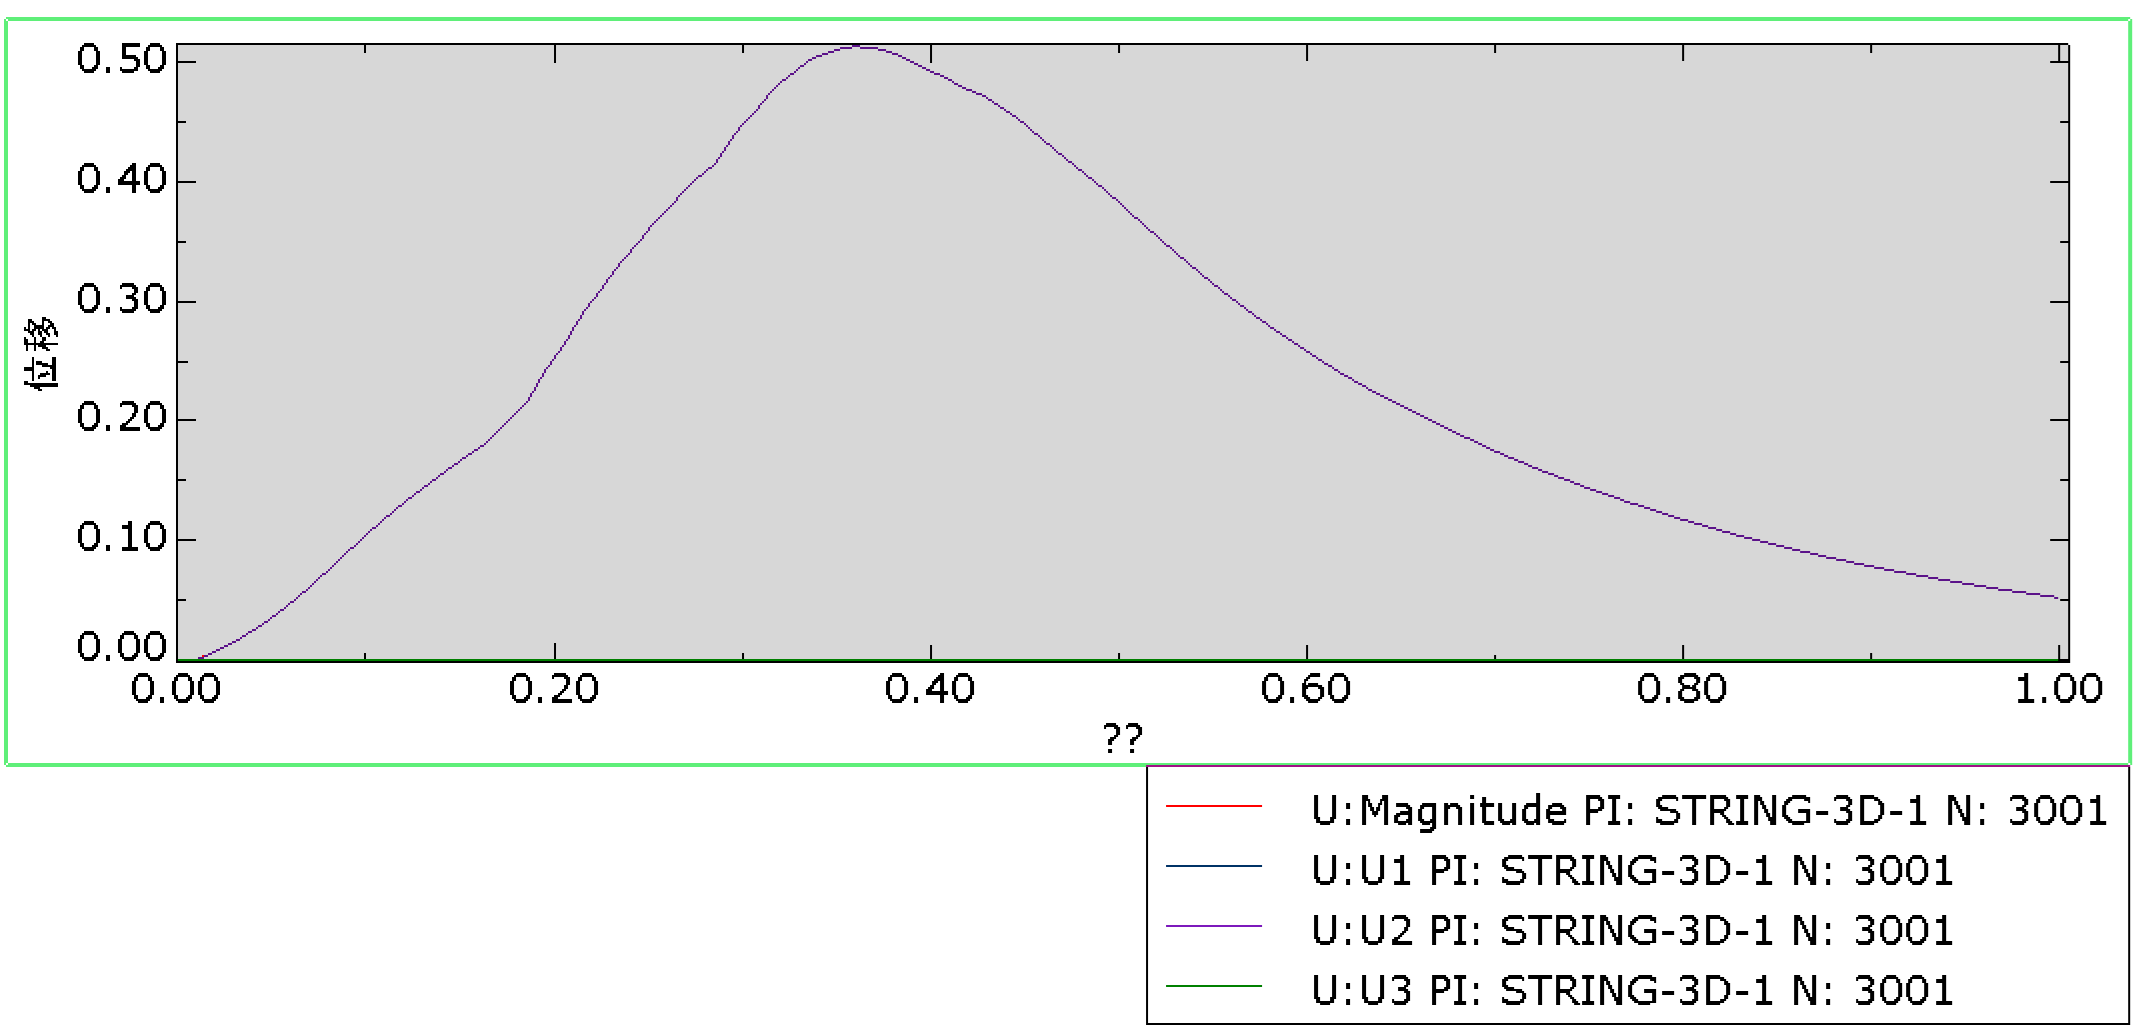 0.50
0.40
0.30
0.20
0.10
0.00
位移
0.00 0.20 0.40 0.60 0.80 1.00
??
U:Magnitude PI: STRING-3D-1 N: 3001
U:U1 PI: STRING-3D-1 N: 3001
U:U2 PI: STRING-3D-1 N: 3001
U:U3 PI: STRING-3D-1 N: 3001